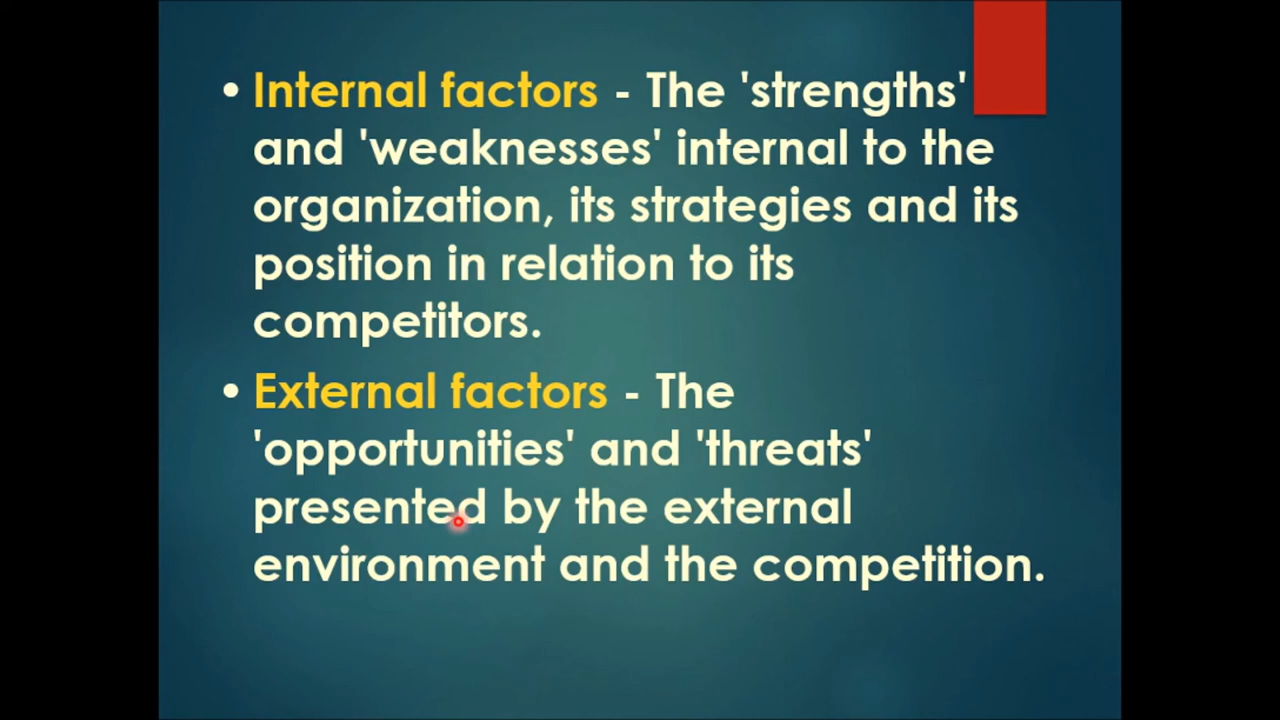 • Internal factors - The 'strengths'
and 'weaknesses' internal to the
organization, its strategies and its
position in relation to its
competitors.
• External factors - The
'opportunities' and 'threats'
presented by the external
environment and the competition.